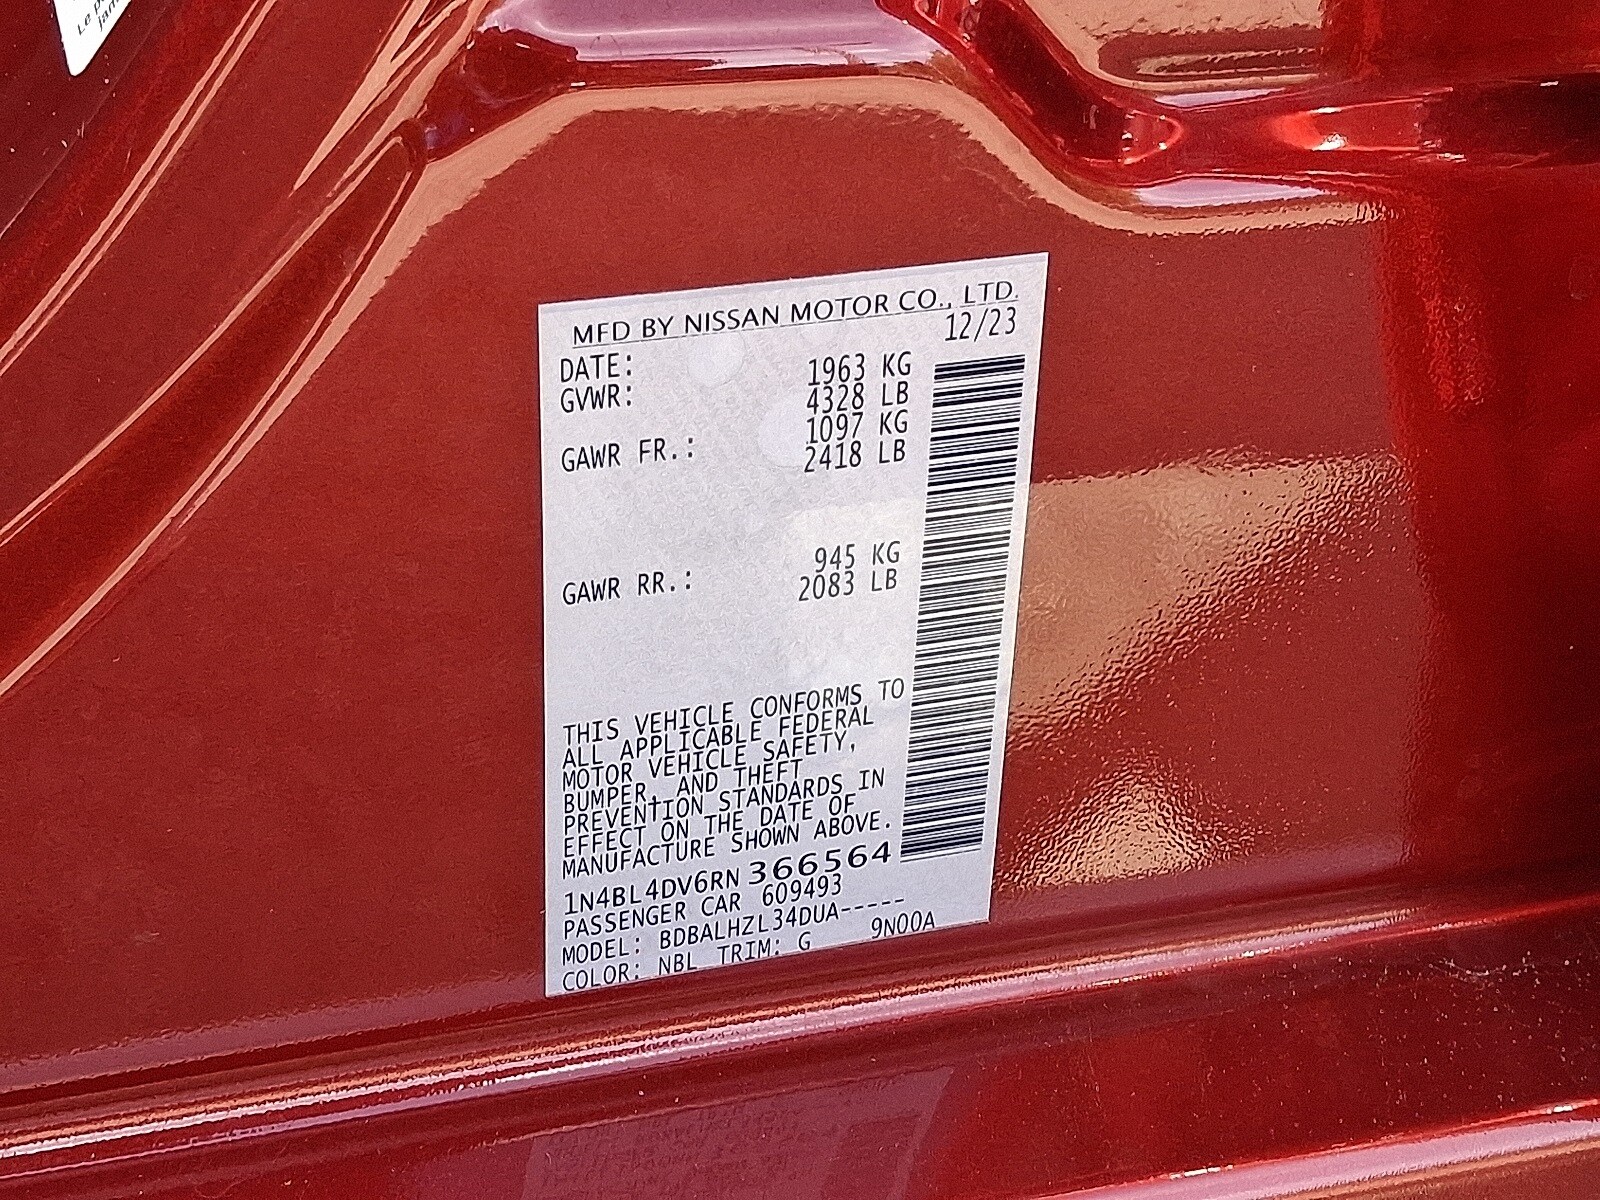 MFD BY NISSAN MOTOR CO., LTD.
DATE: 12/23
GVWR: 1963 KG
4328 LB
GAWR FR.: 1097 KG
2418 LB
GAWR RR.: 945 KG
2083 LB
THIS VEHICLE CONFORMS TO
ALL APPLICABLE FEDERAL
MOTOR VEHICLE SAFETY,
BUMPER, AND THEFT
PREVENTION STANDARDS IN
EFFECT ON THE DATE OF
MANUFACTURE SHOWN ABOVE.
1N4BL4DV6RN 366564
PASSENGER CAR 609493
MODEL: BDBALHZL34DUA-----
COLOR: NBL TRIM: G 9N00A